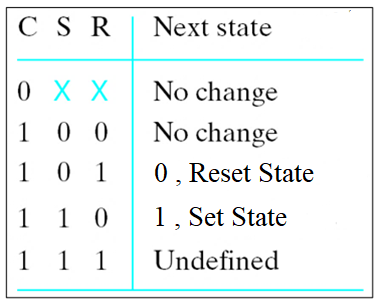 C S R Next state
0 X X No change
1 0 0 No change
1 0 1 0 , Reset State
1 1 0 1 , Set State
1 1 1 Undefined